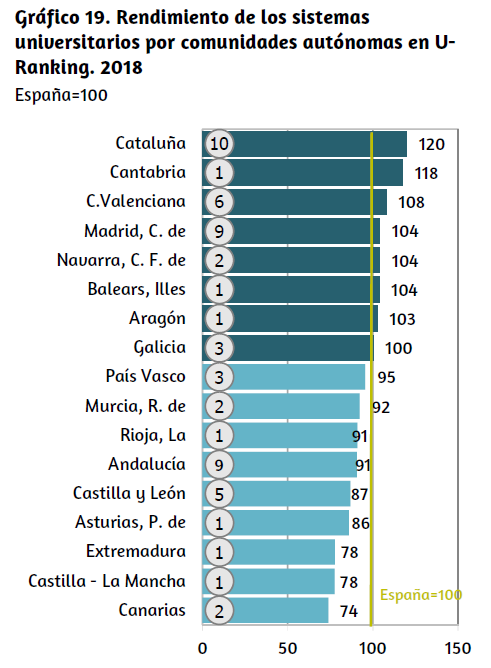 Gráfico 19. Rendimiento de los sistemas
universitarios por comunidades autónomas en U-
Ranking. 2018
España=100
Cataluña 10 120
Cantabria 1 118
C.Valenciana 6 108
Madrid, C. de 9 104
Navarra, C. F. de 2 104
Balears, Illes 1 104
Aragón 1 103
Galicia 3 100
País Vasco 3 95
Murcia, R. de 2 92
Rioja, La 1 91
Andalucía 9 91
Castilla y León 5 87
Asturias, P. de 1 86
Extremadura 1 78
Castilla - La Mancha 1 78
España=100
Canarias 2 74
0 50 100 150